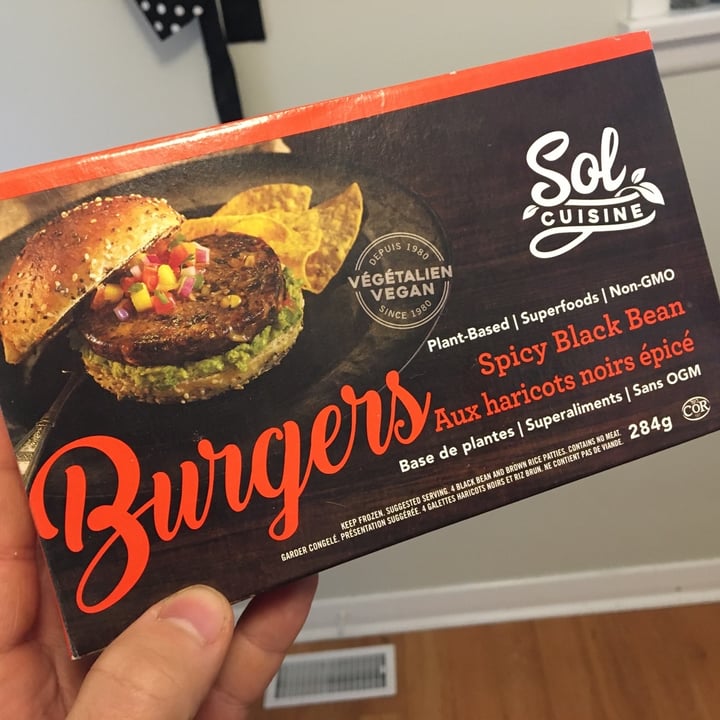 Sol
CUISINE
DEPUIS 1980
VÉGÉTALIEN
VEGAN
SINCE 1980
Plant-Based | Superfoods | Non-GMO
Spicy Black Bean
Aux haricots noirs épicé
Base de plantes | Superaliments | Sans OGM
Burgers
284g
COR
KEEP FROZEN. SUGGESTED SERVING. 4 BLACK BEAN AND BROWN RICE PATTIES. CONTAINS NO MEAT.
GARDER CONGELÉ. PRÉSENTATION SUGGÉRÉE. 4 GALETTES HARICOTS NOIRS ET RIZ BRUN. NE CONTIENT PAS DE VIANDE.